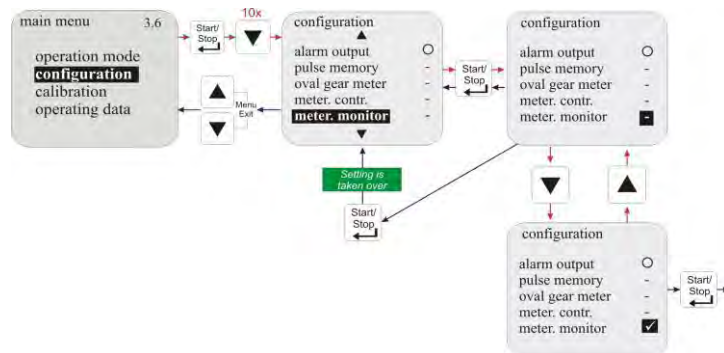 main menu 3.6
operation mode
configuration
calibration
operating data
Start/
Stop
10x
configuration
alarm output
pulse memory -
oval gear meter -
meter. contr. -
meter. monitor -
Start/
Stop
configuration
alarm output
pulse memory -
oval gear meter -
meter. contr. -
meter. monitor -
Menu
Exit
Setting is
taken over
Start/
Stop
configuration
alarm output
pulse memory -
oval gear meter -
meter. contr. -
meter. monitor ✓
Start/
Stop